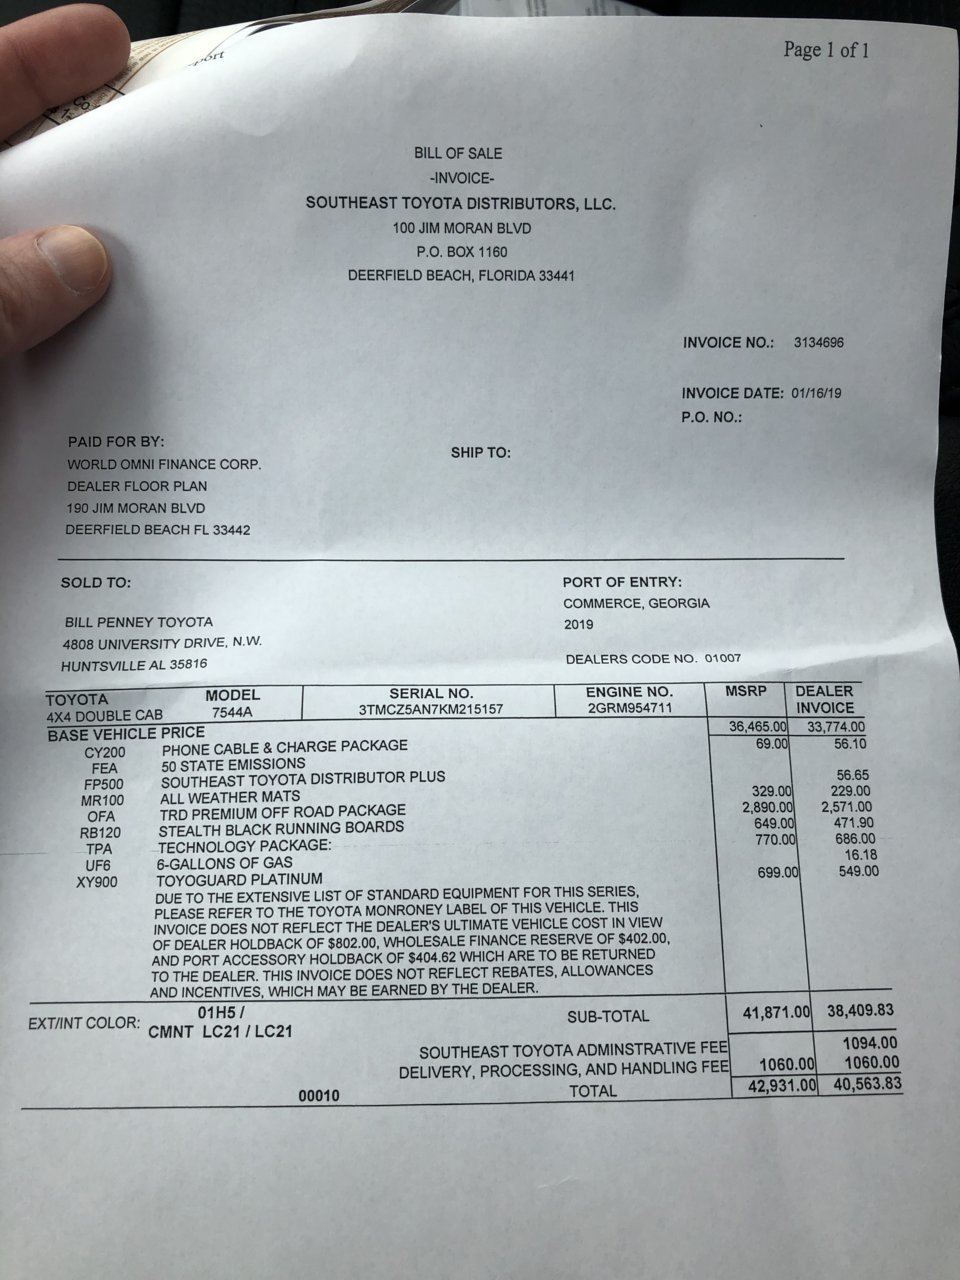 port
Page 1 of 1
BILL OF SALE
-INVOICE-
SOUTHEAST TOYOTA DISTRIBUTORS, LLC.
100 JIM MORAN BLVD
P.O. BOX 1160
DEERFIELD BEACH, FLORIDA 33441
INVOICE NO.: 3134696
INVOICE DATE: 01/16/19
P.O. NO.:
PAID FOR BY:
WORLD OMNI FINANCE CORP.
DEALER FLOOR PLAN
190 JIM MORAN BLVD
DEERFIELD BEACH FL 33442
SHIP TO:
SOLD TO:
BILL PENNEY TOYOTA
4808 UNIVERSITY DRIVE, N.W.
HUNTSVILLE AL 35816
PORT OF ENTRY:
COMMERCE, GEORGIA
2019
DEALERS CODE NO. 01007
TOYOTA MODEL SERIAL NO. ENGINE NO. MSRP DEALER
4X4 DOUBLE CAB 7544A 3TMCZ5AN7KM215157 2GRM954711 INVOICE
BASE VEHICLE PRICE 36,465.00 33,774.00
CY200 PHONE CABLE & CHARGE PACKAGE 69.00 56.10
FEA 50 STATE EMISSIONS
FP500 SOUTHEAST TOYOTA DISTRIBUTOR PLUS 56.65
MR100 ALL WEATHER MATS 329.00 229.00
OFA TRD PREMIUM OFF ROAD PACKAGE 2,890.00 2,571.00
RB120 STEALTH BLACK RUNNING BOARDS 649.00 471.90
TPA TECHNOLOGY PACKAGE: 770.00 686.00
UF6 6-GALLONS OF GAS 16.18
XY900 TOYOGUARD PLATINUM 699.00 549.00
DUE TO THE EXTENSIVE LIST OF STANDARD EQUIPMENT FOR THIS SERIES,
PLEASE REFER TO THE TOYOTA MONRONEY LABEL OF THIS VEHICLE. THIS
INVOICE DOES NOT REFLECT THE DEALER'S ULTIMATE VEHICLE COST IN VIEW
OF DEALER HOLDBACK OF $802.00, WHOLESALE FINANCE RESERVE OF $402.00,
AND PORT ACCESSORY HOLDBACK OF $404.62 WHICH ARE TO BE RETURNED
TO THE DEALER. THIS INVOICE DOES NOT REFLECT REBATES, ALLOWANCES
AND INCENTIVES, WHICH MAY BE EARNED BY THE DEALER.
EXT/INT COLOR: 01H5 /
CMNT LC21 / LC21
SUB-TOTAL 41,871.00 38,409.83
SOUTHEAST TOYOTA ADMINSTRATIVE FEE 1094.00
DELIVERY, PROCESSING, AND HANDLING FEE 1060.00 1060.00
00010 TOTAL 42,931.00 40,563.83